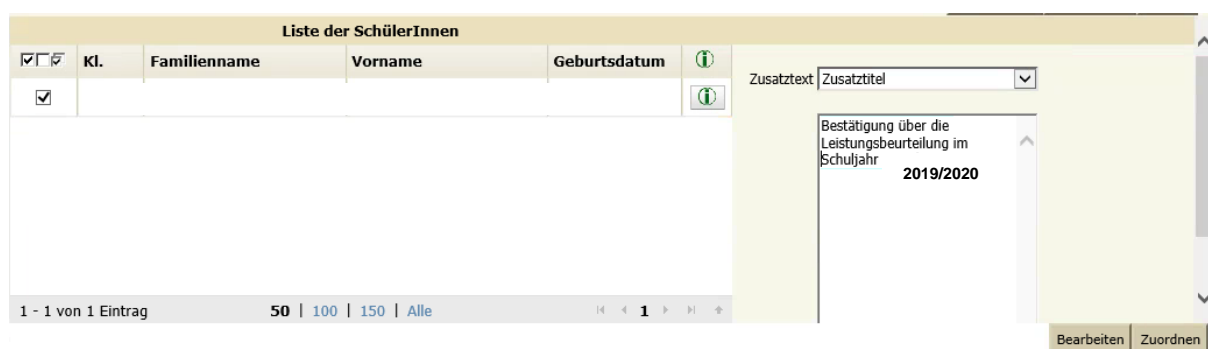 Liste der SchülerInnen
Kl. Familienname Vorname Geburtsdatum
Zusatztext Zusatztitel
Bestätigung über die
Leistungsbeurteilung im
Schuljahr
2019/2020
1 - 1 von 1 Eintrag 50 | 100 | 150 | Alle 1
Bearbeiten Zuordnen